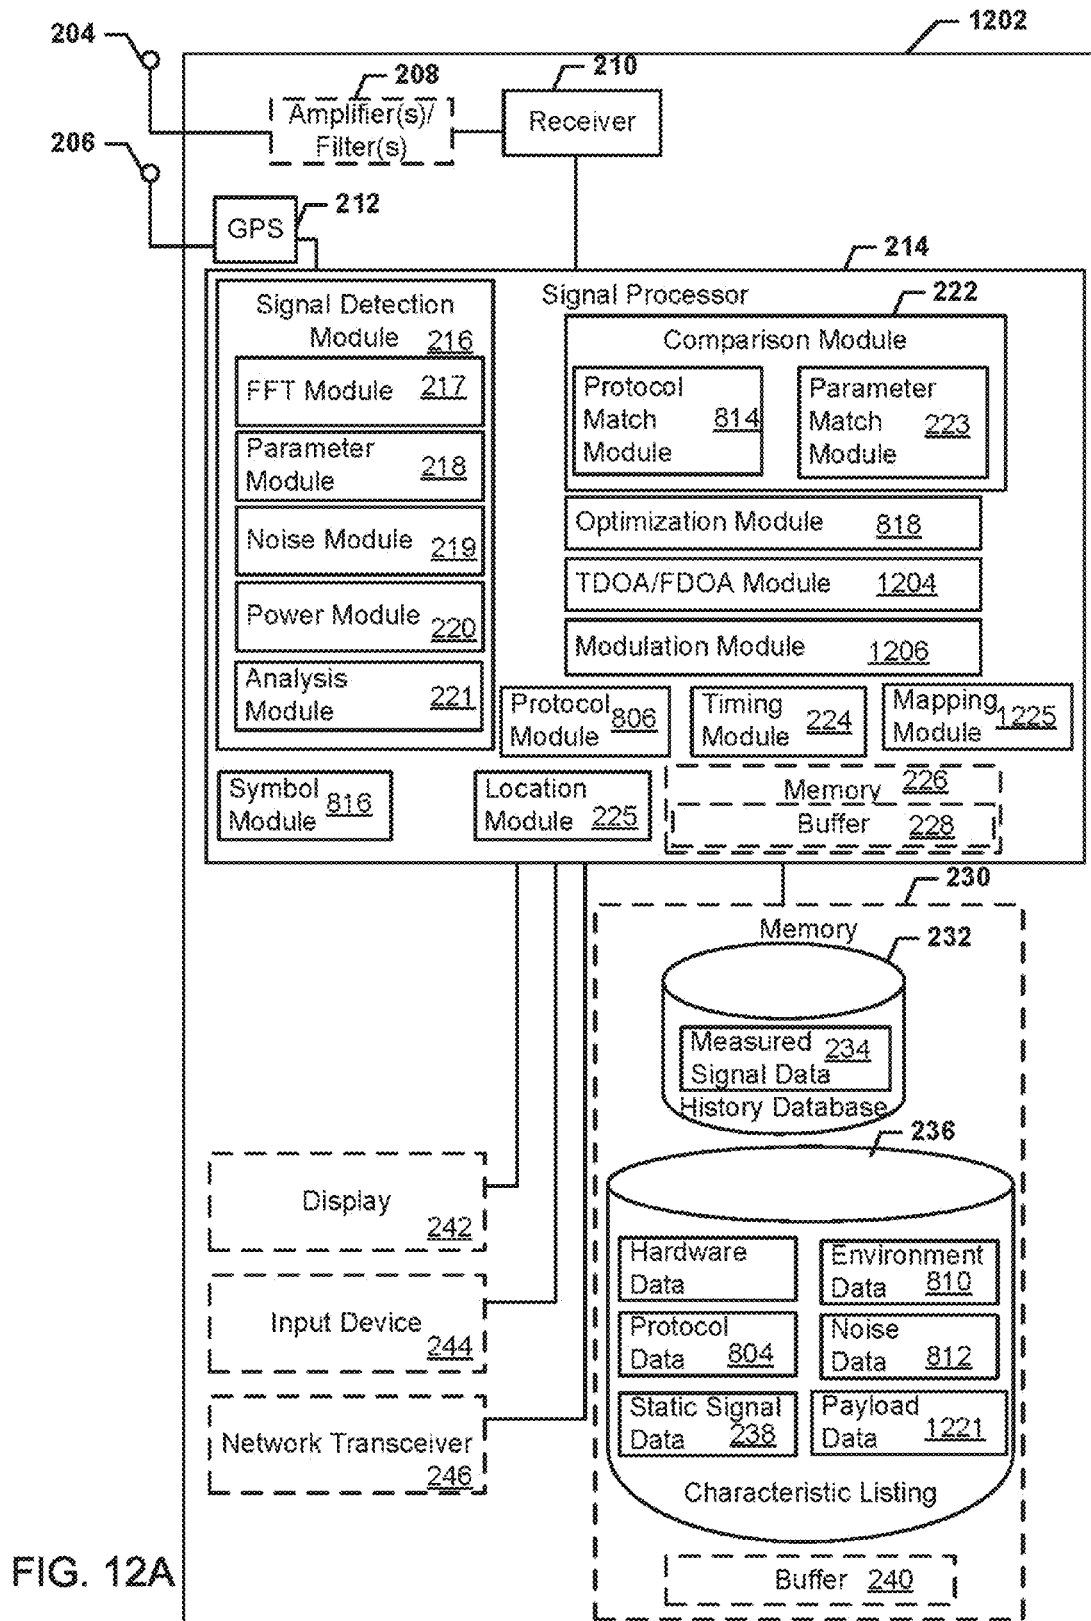 204
1202
208
210
Amplifier(s)/
Filter(s)
Receiver
206
GPS
212
214
Signal Processor
Signal Detection
Module 216
FFT Module 217
Parameter
Module 218
Noise Module 219
Power Module 220
Analysis
Module 221
222
Comparison Module
Protocol
Match 814
Module
Parameter
Match 223
Module
Optimization Module 818
TDOA/FDOA Module 1204
Modulation Module 1206
Protocol 806
Module
Timing
Module 224
Mapping
Module 1225
Symbol
Module 816
Location
Module 225
Memory 226
Buffer 228
230
Memory
232
Measured 234
Signal Data
History Database
236
Display
242
Input Device
244
Network Transceiver
246
Hardware
Data
Environment
Data 810
Protocol
Data 804
Noise
Data 812
Static Signal
Data 238
Payload
Data 1221
Characteristic Listing
Buffer 240
FIG. 12A